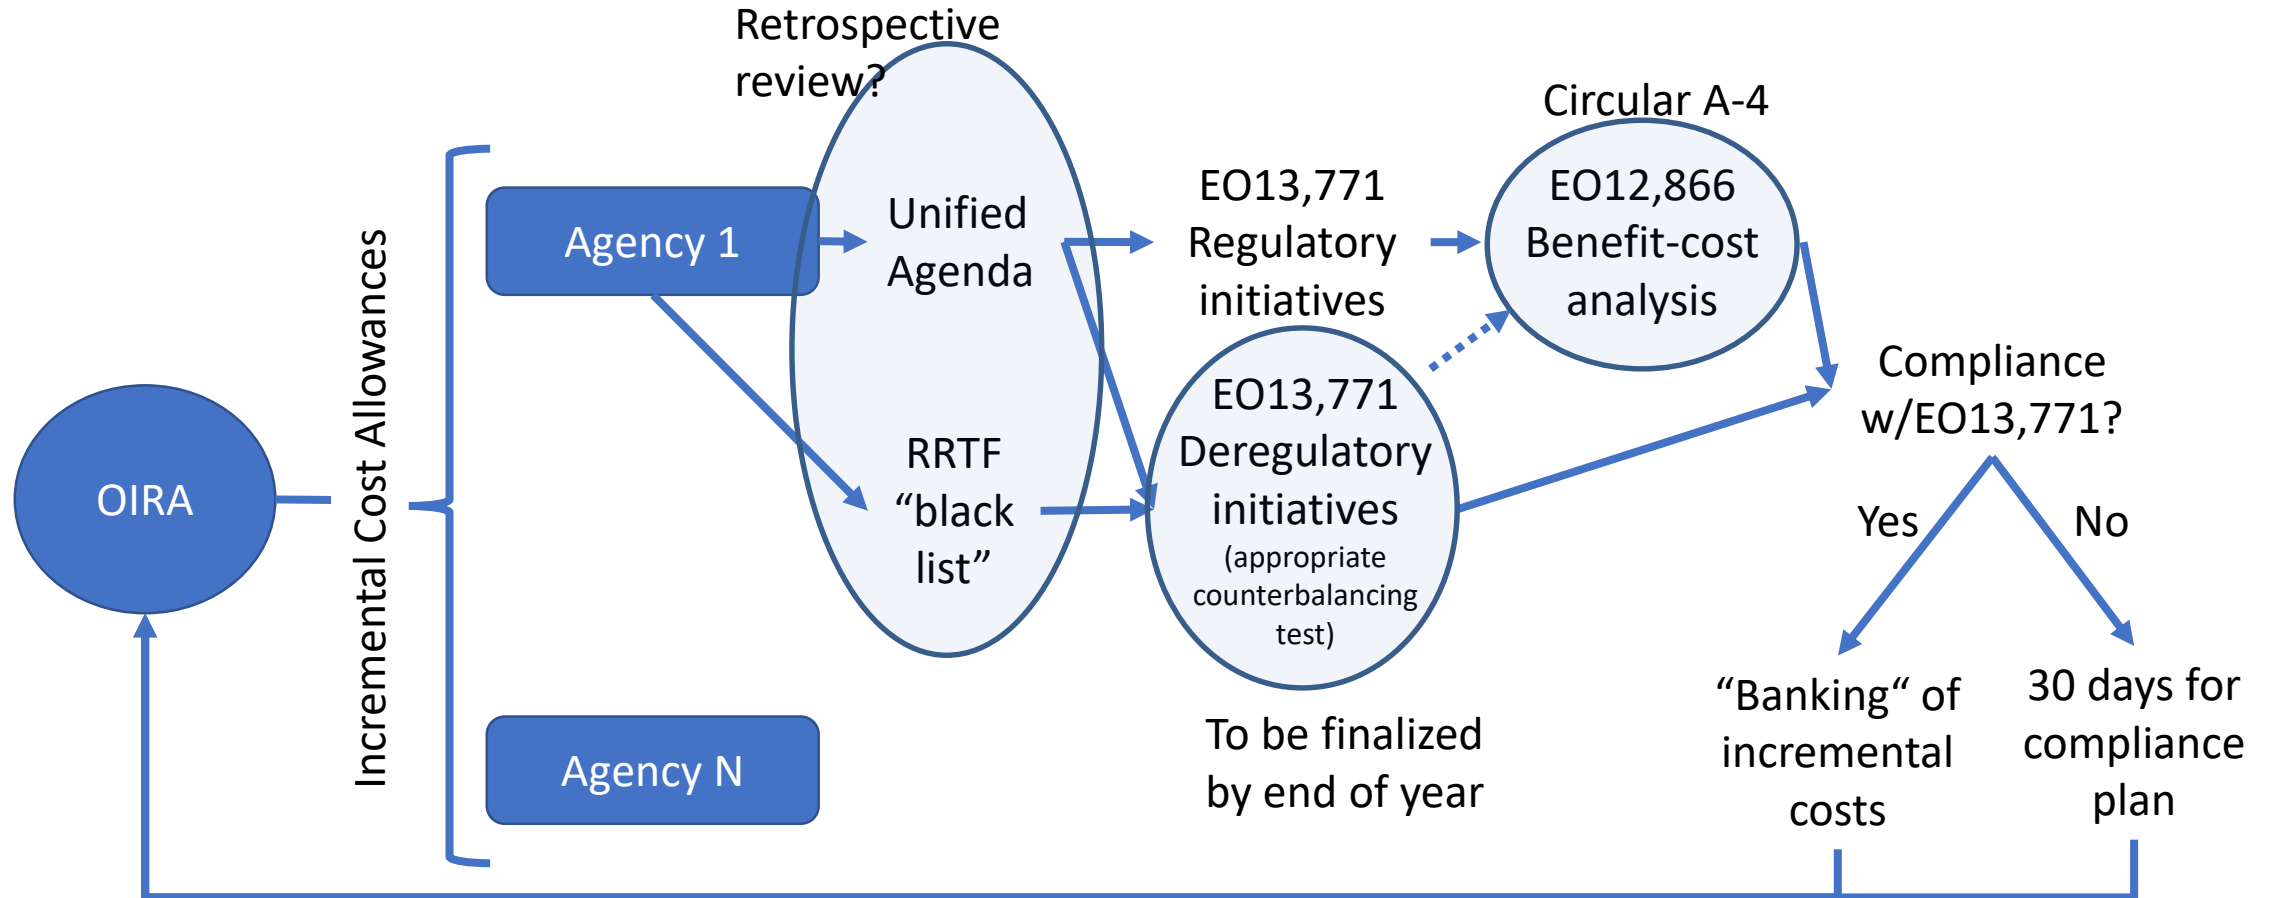 Retrospective
review?
Circular A-4
OIRA
Incremental Cost Allowances
Agency 1
Agency N
Unified
Agenda
RRTF
“black
list”
EO13,771
Regulatory
initiatives
EO13,771
Deregulatory
initiatives
(appropriate
counterbalancing
test)
To be finalized
by end of year
EO12,866
Benefit-cost
analysis
Compliance
w/EO13,771?
Yes
No
“Banking“ of
incremental
costs
30 days for
compliance
plan